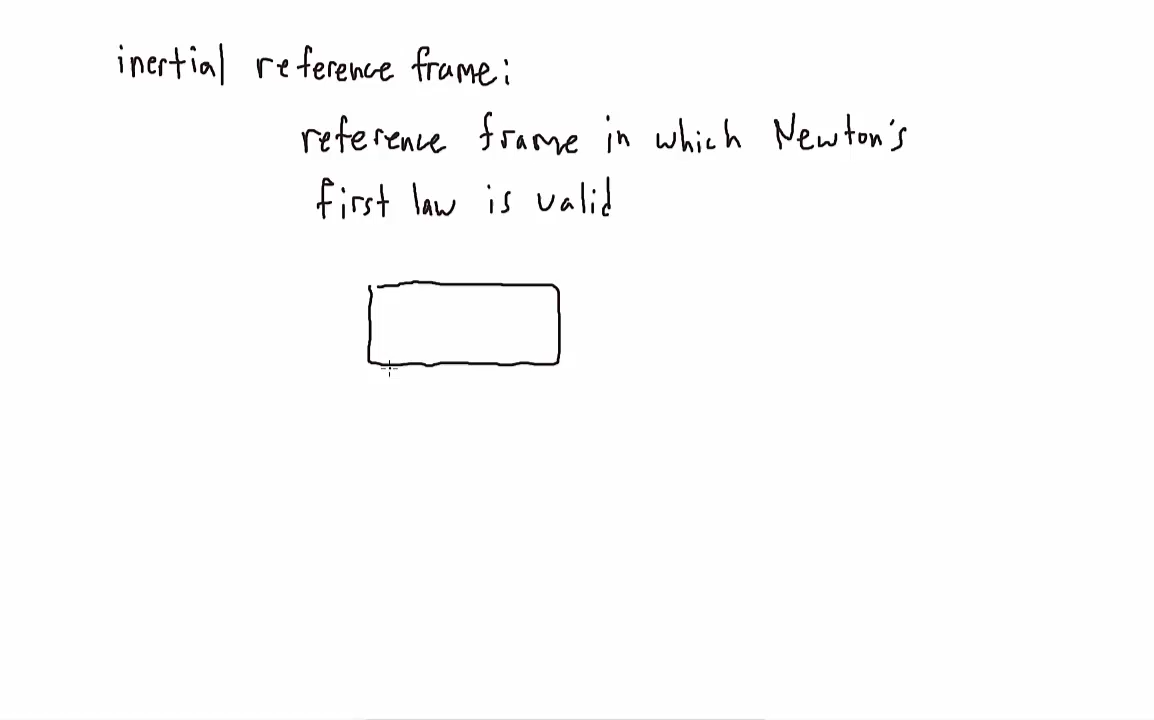 inertial reference frame:
reference frame in which Newton's
first law is valid